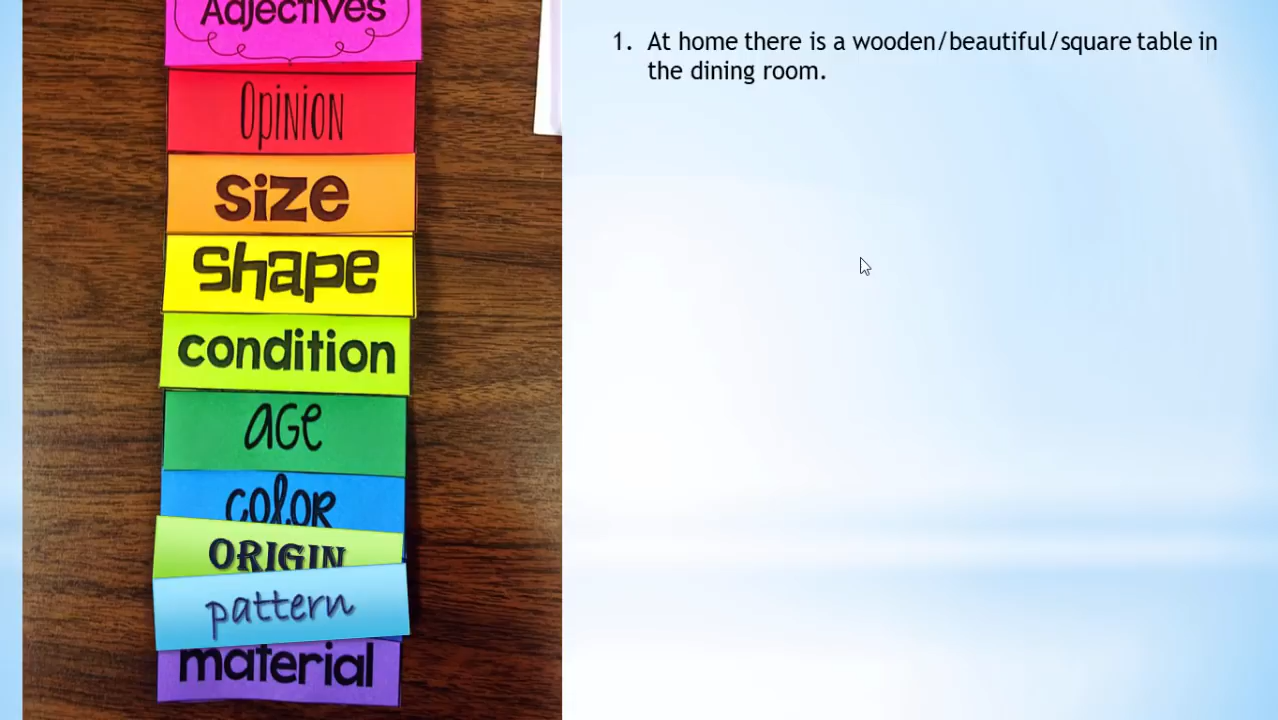 Adjectives
Opinion
size
shape
condition
AGE
COLOR
ORIGIN
pattern
material
1. At home there is a wooden/beautiful/square table in
the dining room.